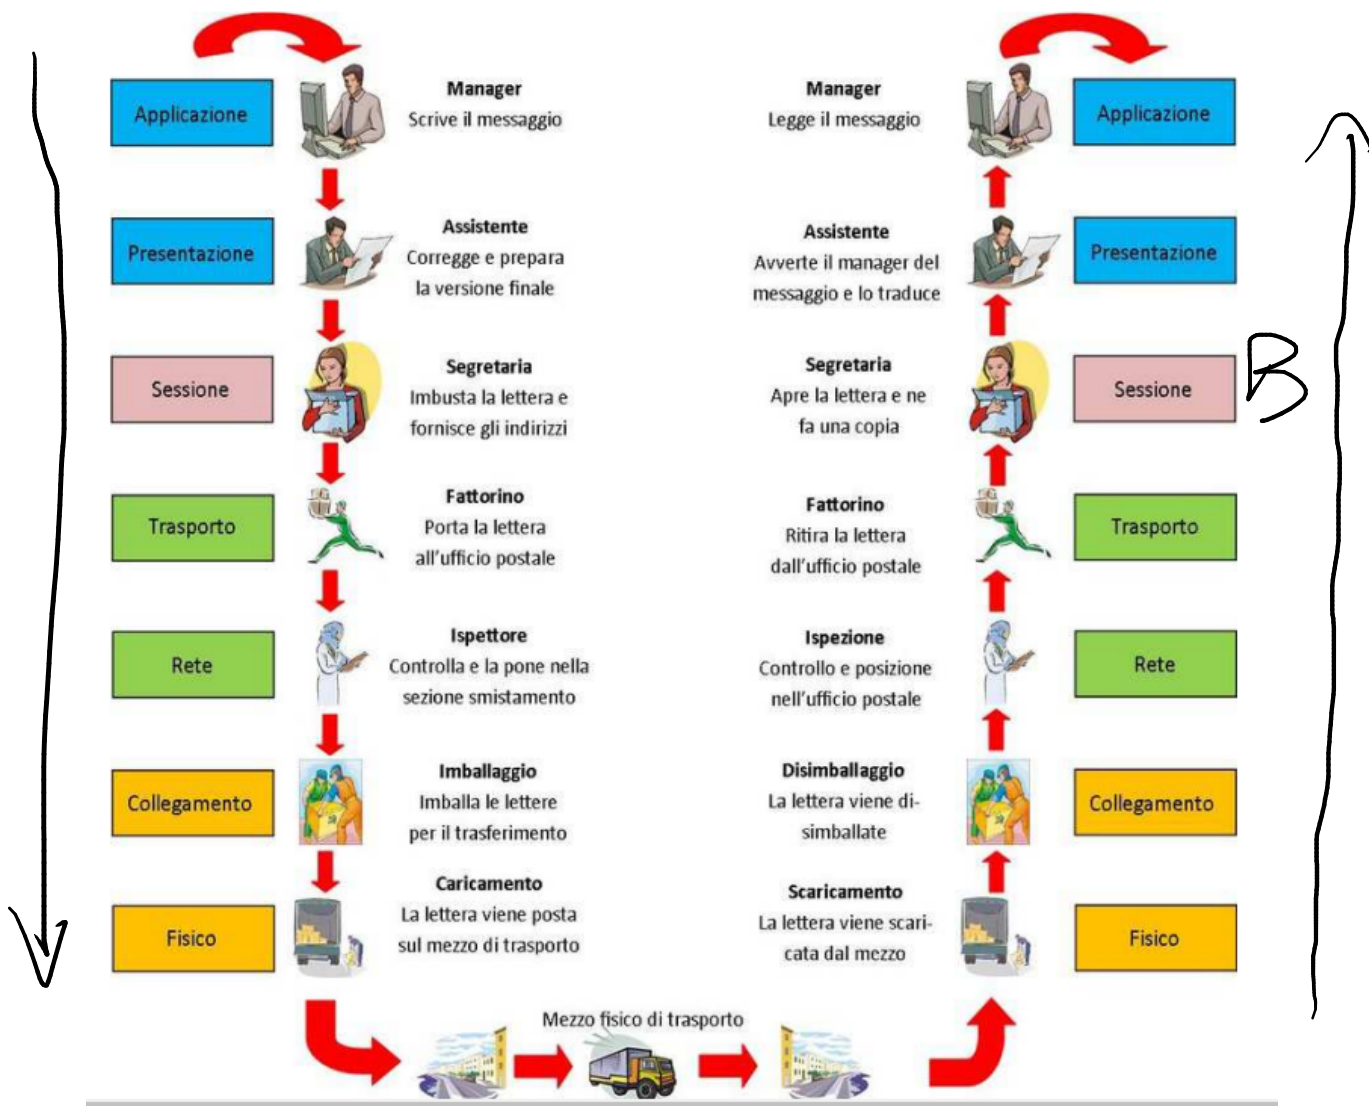 Applicazione
Manager
Scrive il messaggio
Presentazione
Assistente
Corregge e prepara
la versione finale
Sessione
Segretaria
Imbusta la lettera e
fornisce gli indirizzi
Trasporto
Fattorino
Porta la lettera
all'ufficio postale
Rete
Ispettore
Controlla e la pone nella
sezione smistamento
Collegamento
Imballaggio
Imballa le lettere
per il trasferimento
Fisico
Caricamento
La lettera viene posta
sul mezzo di trasporto
Mezzo fisico di trasporto
Manager
Legge il messaggio
Applicazione
Assistente
Avverte il manager del
messaggio e lo traduce
Presentazione
Segretaria
Apre la lettera e ne
fa una copia
Sessione
B
Fattorino
Ritira la lettera
dall'ufficio postale
Trasporto
Ispezione
Controllo e posizione
nell'ufficio postale
Rete
Disimballaggio
La lettera viene di-
simballate
Collegamento
Scaricamento
La lettera viene scari-
cata dal mezzo
Fisico